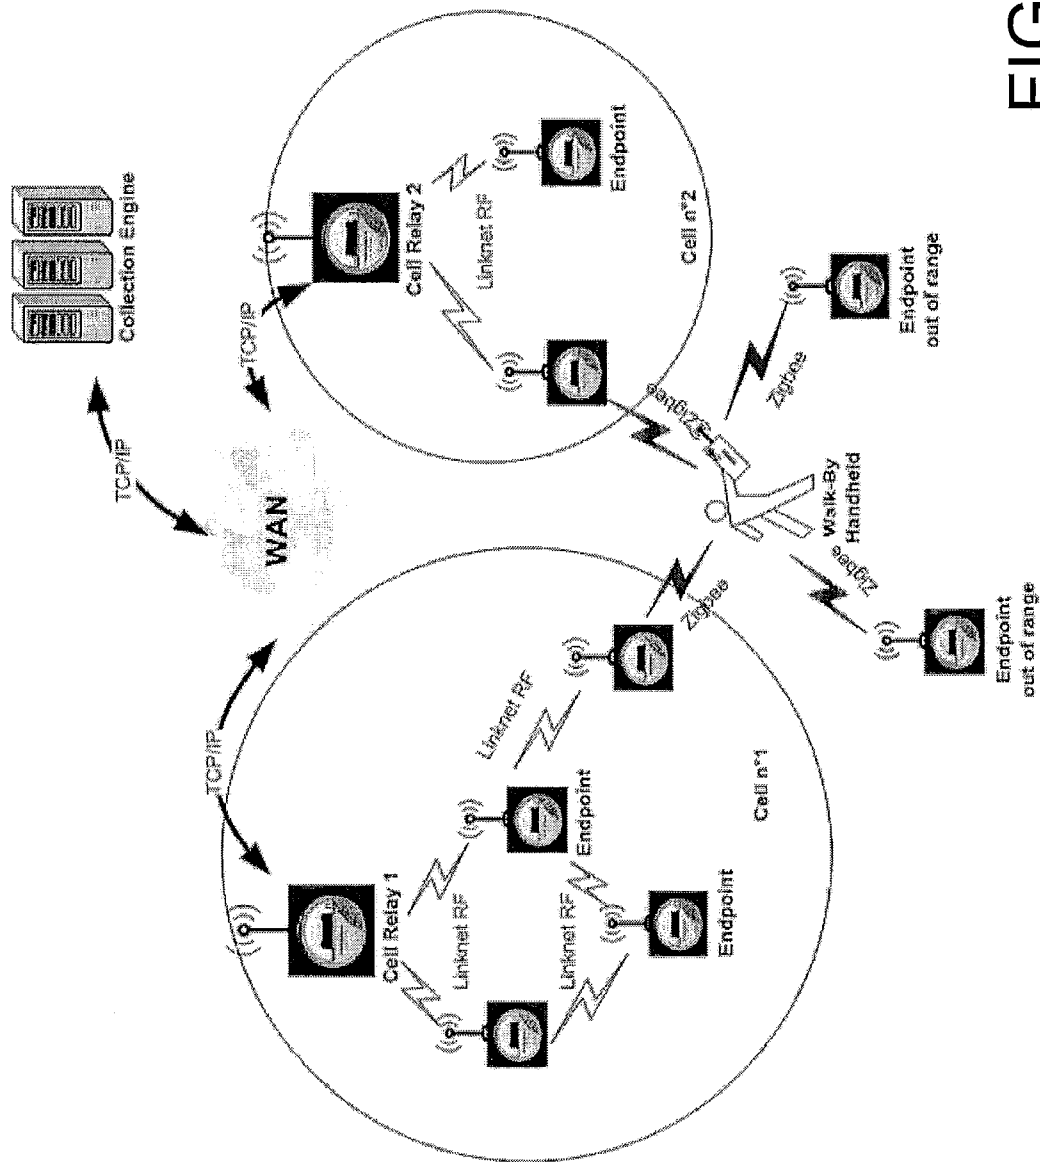 Collection Engine
TCP/IP
WAN
TCP/IP
TCP/IP
Cell Relay 1
Linknet RF
Linknet RF
Linknet RF
Endpoint
Endpoint
Cell n°1
Cell Relay 2
Linknet RF
Endpoint
Cell n°2
Zigbee
Zigbee
Zigbee
Zigbee
Walk-By
Handheld
Endpoint
out of range
Endpoint
out of range
FIG